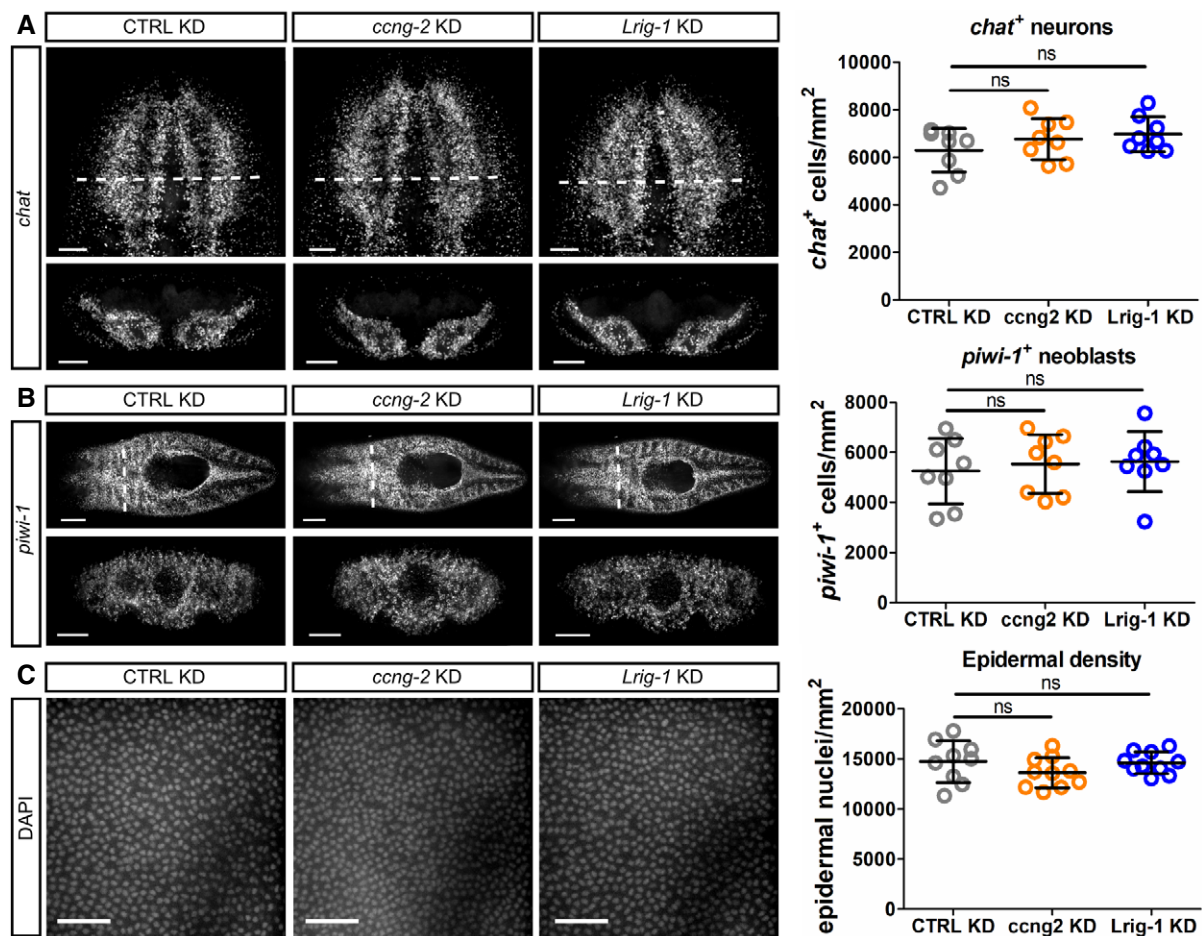 A
CTRL KD
ccng-2 KD
Lrig-1 KD
chat
chat+ neurons
ns
ns
chat+ cells/mm2
10000
8000
6000
4000
2000
0
CTRL KD
ccng2 KD
Lrig-1 KD
B
CTRL KD
ccng-2 KD
Lrig-1 KD
piwi-1
piwi-1+ neoblasts
ns
ns
piwi-1+ cells/mm2
8000
6000
4000
2000
0
CTRL KD
ccng2 KD
Lrig-1 KD
C
CTRL KD
ccng-2 KD
Lrig-1 KD
DAPI
Epidermal density
ns
ns
epidermal nuclei/mm2
20000
15000
10000
5000
0
CTRL KD
ccng2 KD
Lrig-1 KD